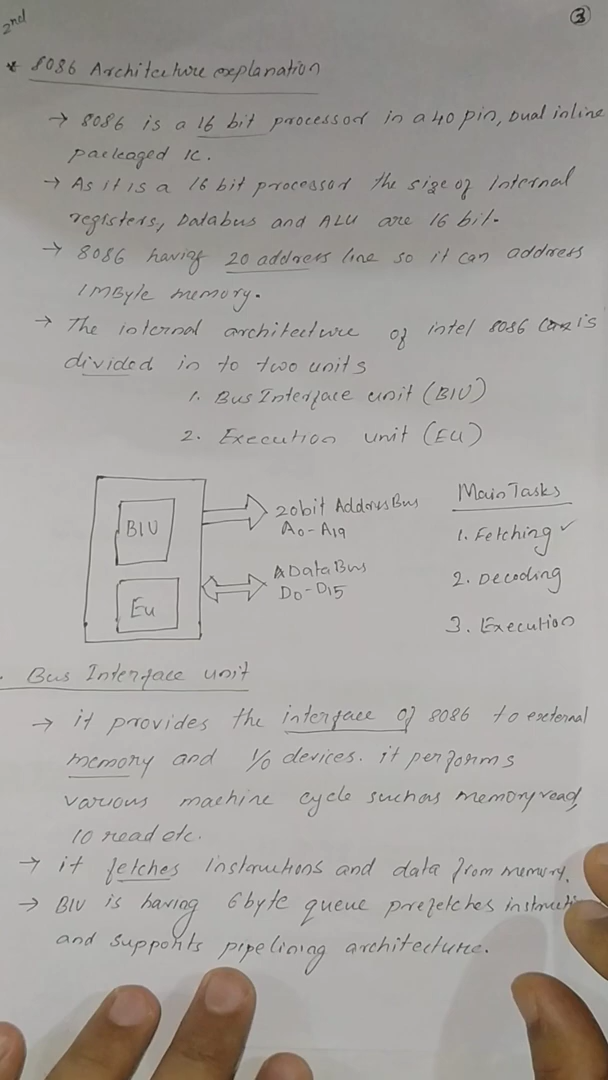 2nd
3
* 8086 Architecture explanation
→ 8086 is a 16 bit processor in a 40 pin, Dual inline
packaged IC.
→ As it is a 16 bit processor the size of Internal
registers, Databus and ALU are 16 bit.
→ 8086 having 20 address line so it can address
1MByte memory.
→ The internal architecture of intel 8086 is
divided in to two units
1. Bus Interface unit (BIU)
2. Execution unit (EU)
BIU
Eu
20bit Address Bus
A0-A19
Data Bus
D0-D15
Main Tasks
1. Fetching ✓
2. Decoding
3. Execution
Bus Interface unit
→ it provides the interface of 8086 to external
memory and I/O devices. it performs
various machine cycle such as memory read,
IO read etc.
→ it fetches Instructions and data from memory.
→ BIU is having 6byte queue prefetches
and supports pipelining architecture.